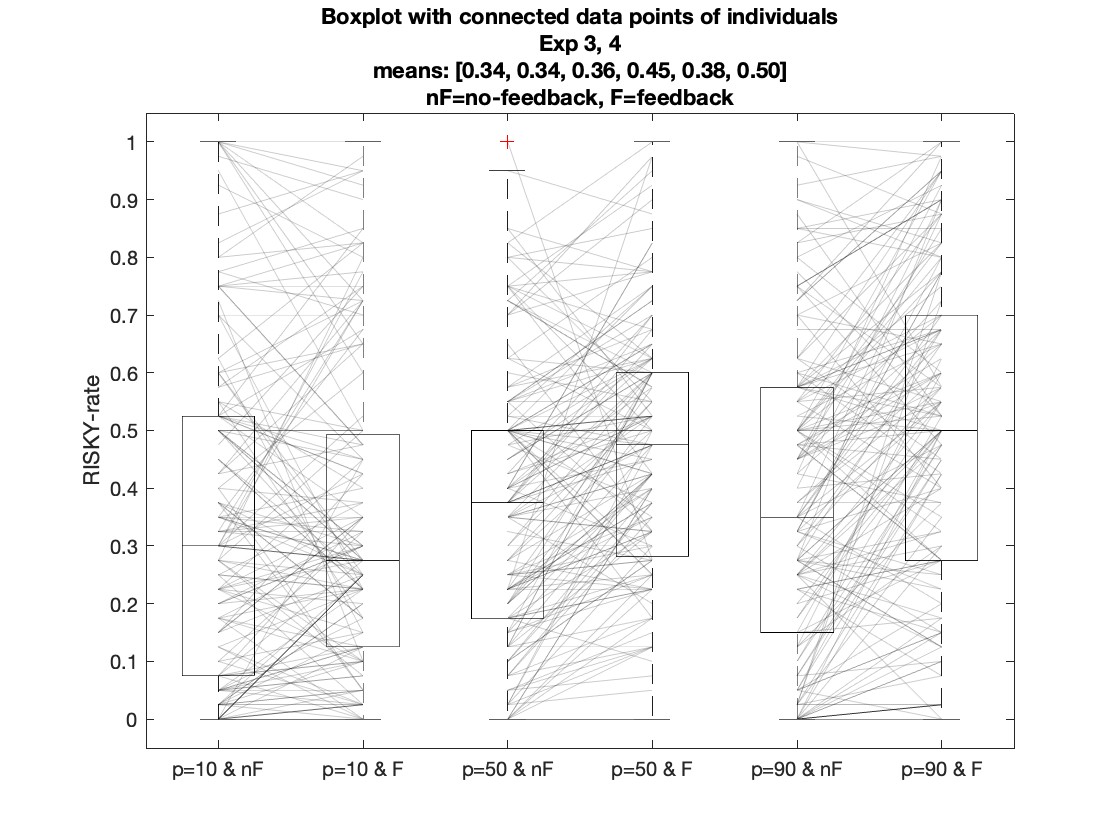 Boxplot with connected data points of individuals
Exp 3, 4
means: [0.34, 0.34, 0.36, 0.45, 0.38, 0.50]
nF=no-feedback, F=feedback
1
0.9
0.8
0.7
0.6
0.5
0.4
0.3
0.2
0.1
0
RISKY-rate
p=10 & nF
p=10 & F
p=50 & nF
p=50 & F
p=90 & nF
p=90 & F